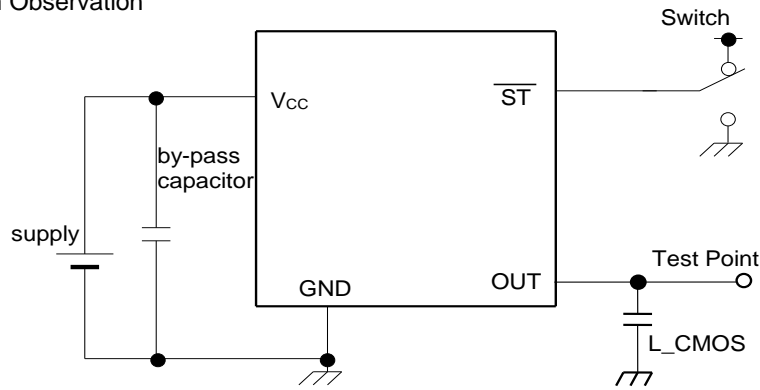 Observation
Switch
VCC
ST
by-pass
capacitor
supply
Test Point
OUT
GND
L_CMOS